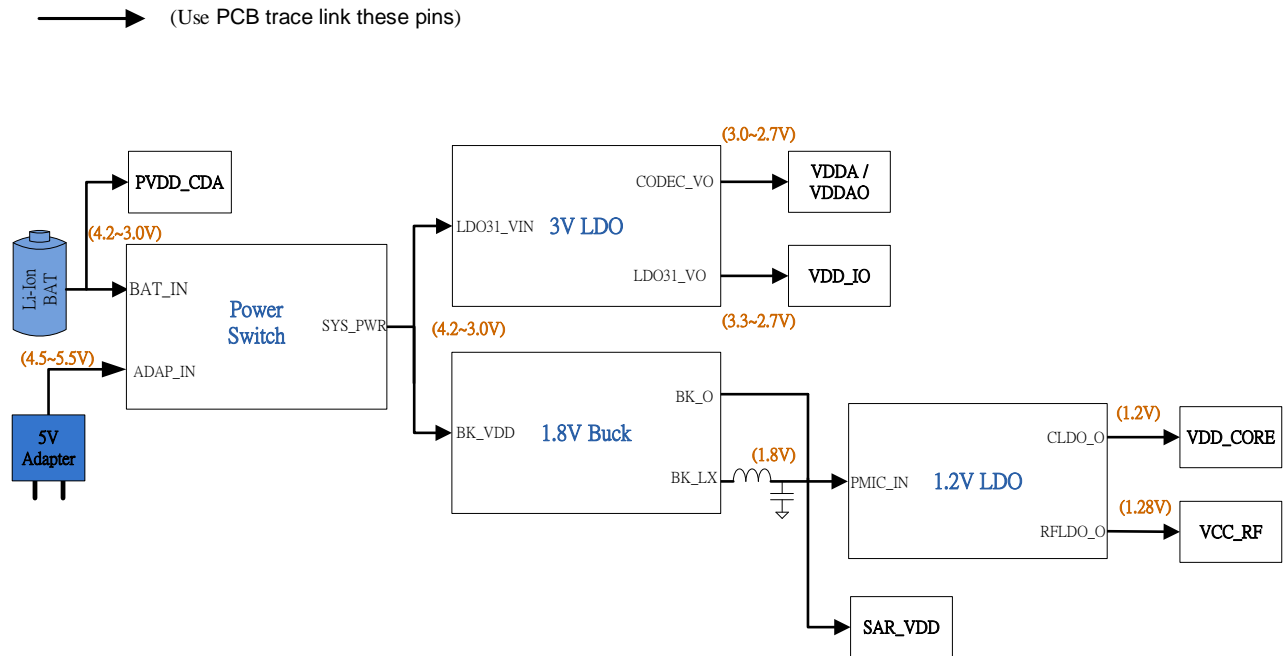 (Use PCB trace link these pins)
(3.0~2.7V)
PVDD_CDA
CODEC_VO
VDDA /
VDDAO
(4.2~3.0V)
LDO31_VIN
3V LDO
Li-Ion
BAT
BAT_IN
LDO31_VO
VDD_IO
Power
Switch
SYS_PWR
(4.2~3.0V)
(3.3~2.7V)
(4.5~5.5V)
ADAP_IN
BK_O
5V
Adapter
BK_VDD
1.8V Buck
(1.2V)
CLDO_O
VDD_CORE
(1.8V)
BK_LX
PMIC_IN
1.2V LDO
(1.28V)
RFLDO_O
VCC_RF
SAR_VDD